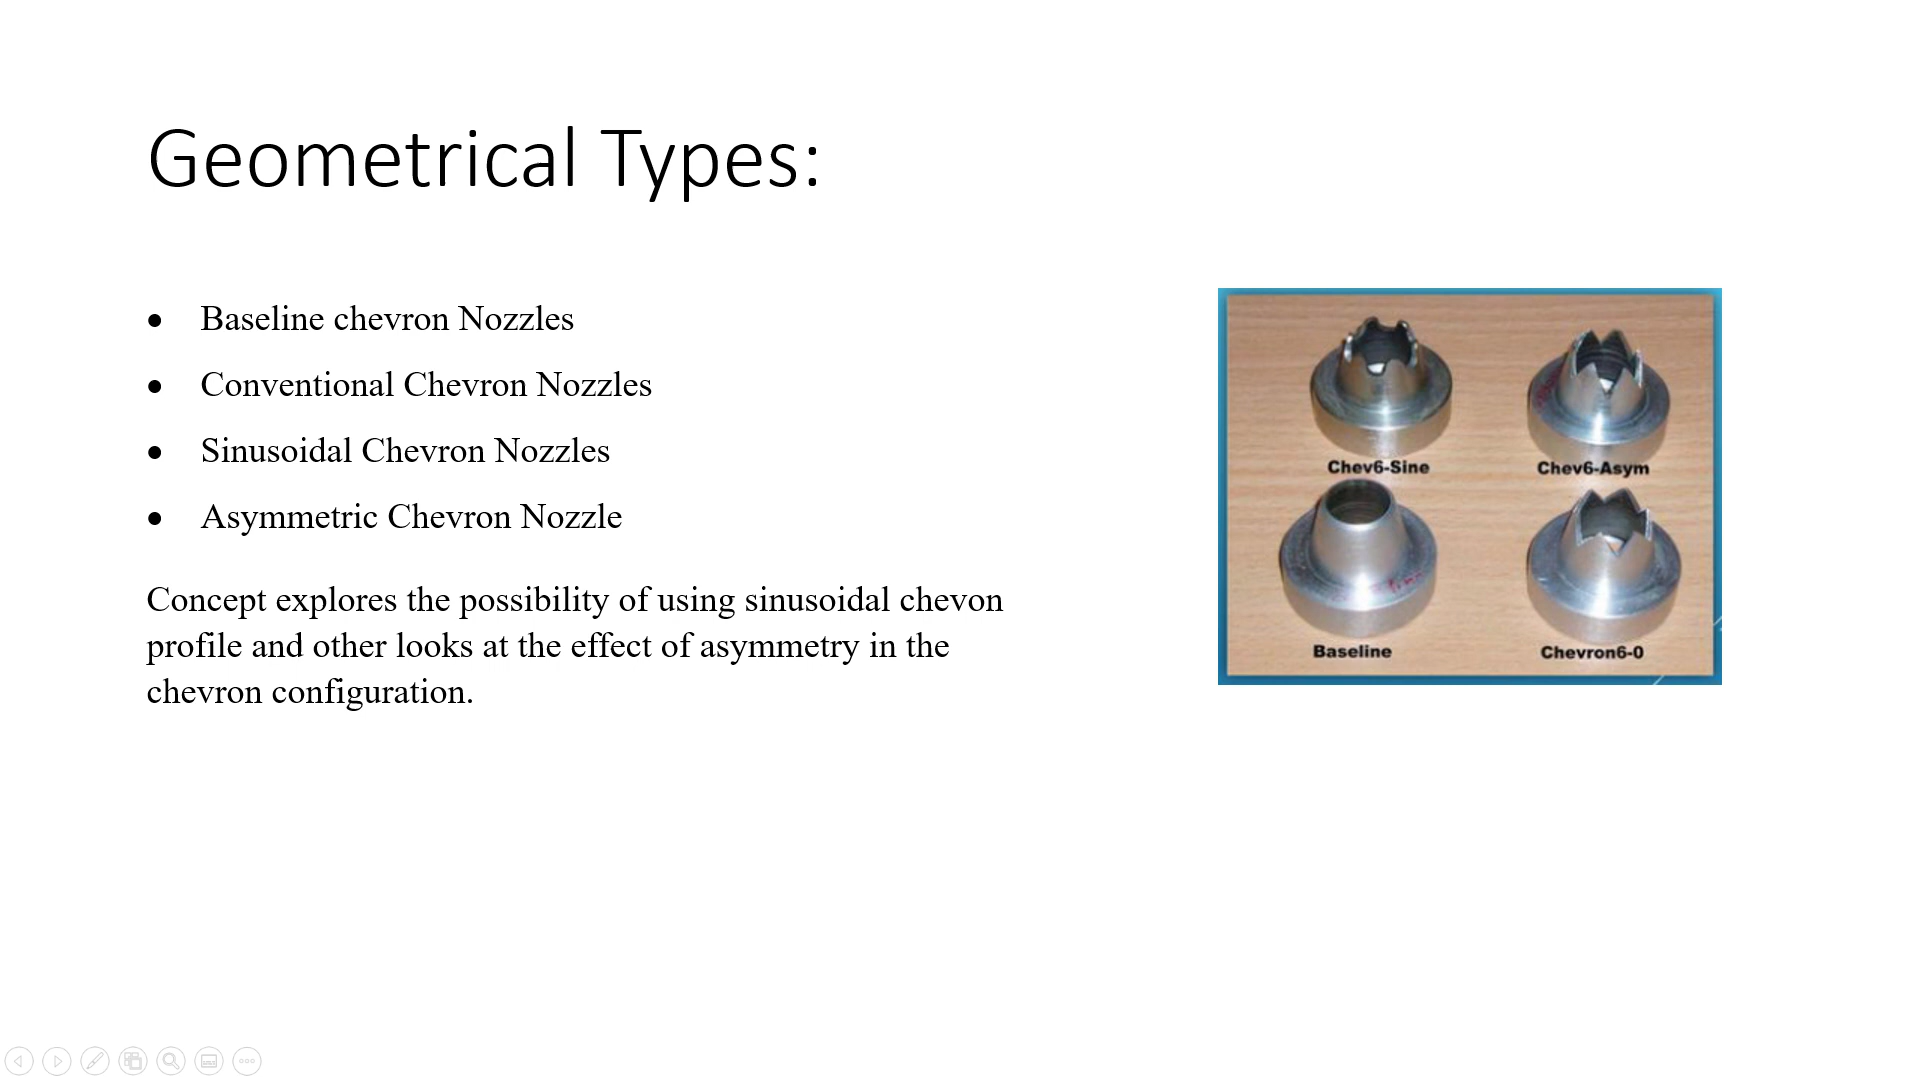 Geometrical Types:
• Baseline chevron Nozzles
• Conventional Chevron Nozzles
• Sinusoidal Chevron Nozzles
• Asymmetric Chevron Nozzle
Concept explores the possibility of using sinusoidal chevon
profile and other looks at the effect of asymmetry in the
chevron configuration.
Chev6-Sine
Chev6-Asym
Baseline
Chevron6-0